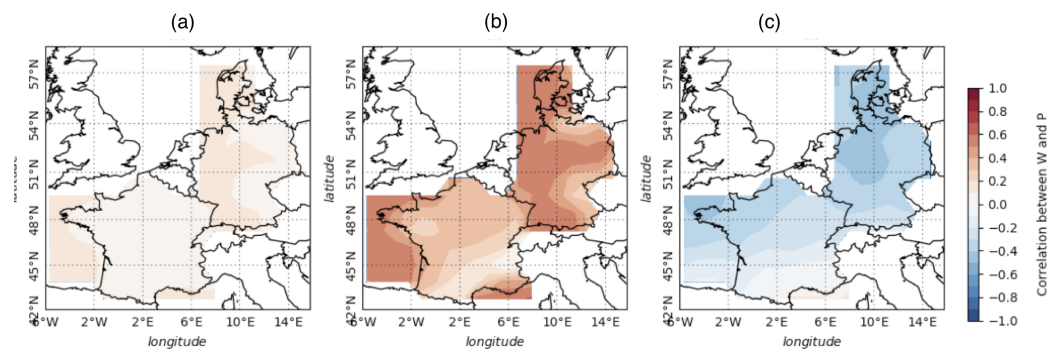 (a) (b) (c)
57°N 57°N 57°N 1.0
54°N 54°N 54°N 0.8
51°N 51°N 51°N 0.6
48°N 48°N 48°N 0.4
45°N 45°N 45°N 0.2
42°N 42°N 42°N 0.0
latitude latitude −0.2
−0.4
−0.6
−0.8
−1.0
Correlation between W and P
6°W 2°W 2°E 6°E 10°E 14°E 6°W 2°W 2°E 6°E 10°E 14°E 6°W 2°W 2°E 6°E 10°E 14°E
longitude longitude longitude